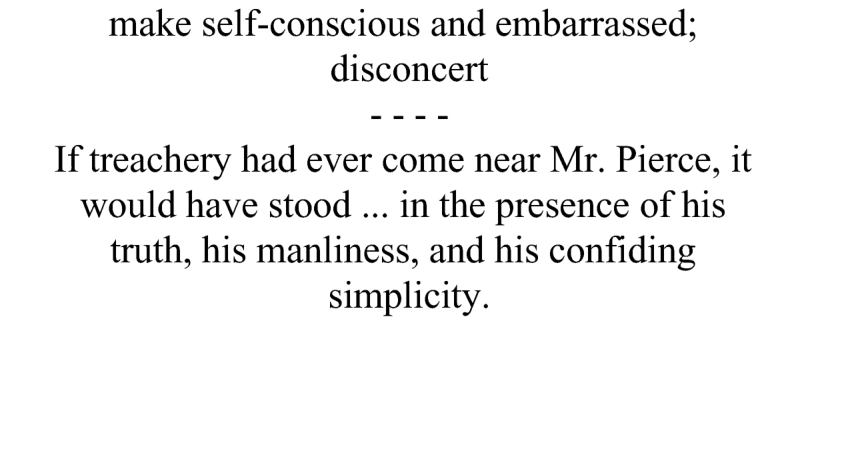 make self-conscious and embarrassed;
disconcert
- - - -
If treachery had ever come near Mr. Pierce, it
would have stood ... in the presence of his
truth, his manliness, and his confiding
simplicity.